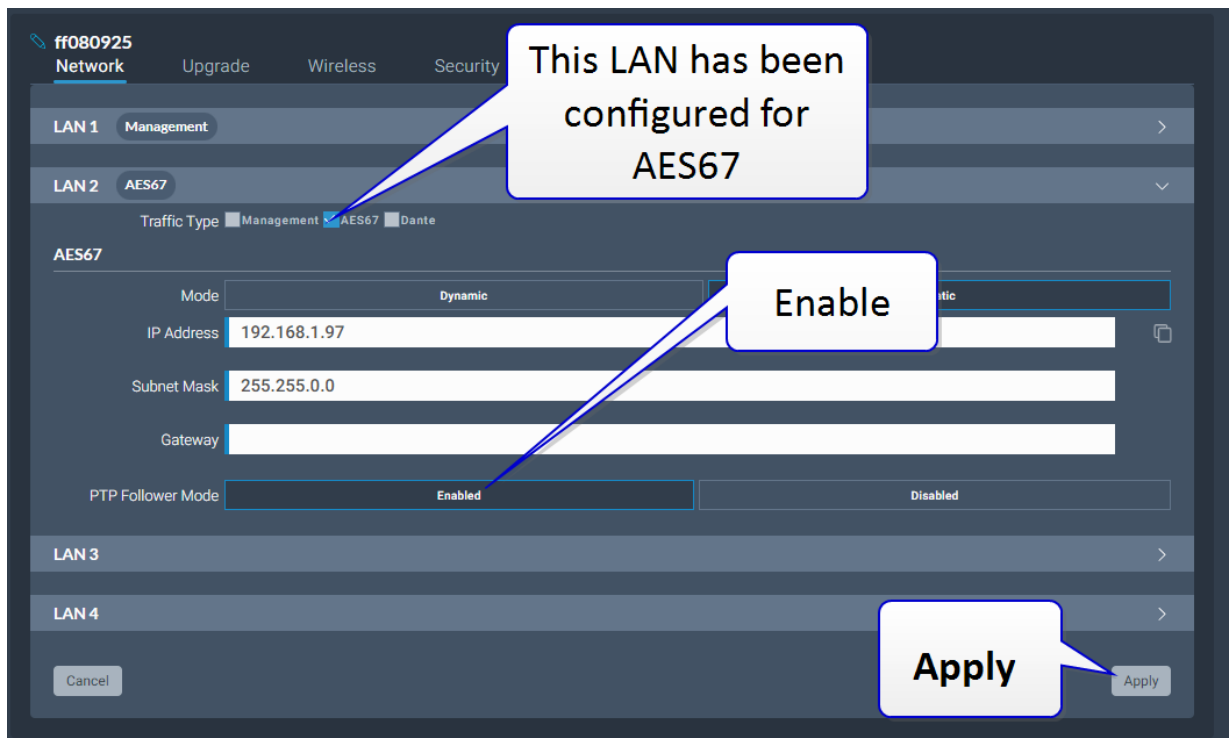 ff080925
Network Upgrade Wireless Security
This LAN has been
configured for
AES67
LAN 1 Management
LAN 2 AES67
Traffic Type Management AES67 Dante
AES67
Mode Dynamic tic
Enable
IP Address 192.168.1.97
Subnet Mask 255.255.0.0
Gateway
PTP Follower Mode Enabled Disabled
LAN 3
LAN 4
Apply
Cancel Apply